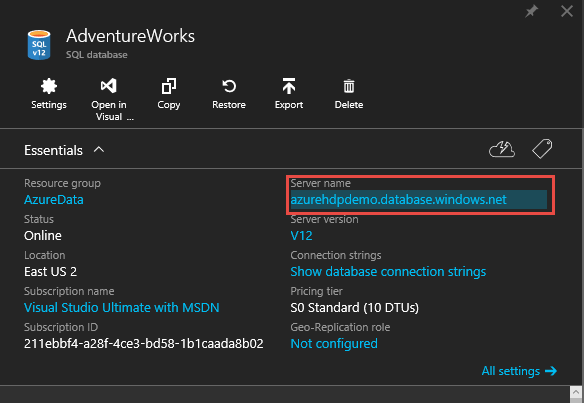 AdventureWorks
SQL database
SQL
v12
Settings
Open in
Visual ...
Copy
Restore
Export
Delete
Essentials
Resource group
AzureData
Status
Online
Location
East US 2
Subscription name
Visual Studio Ultimate with MSDN
Subscription ID
211ebbf4-a28f-4ce3-bd58-1b1caada8b02
Server name
azurehdpdemo.database.windows.net
Server version
V12
Connection strings
Show database connection strings
Pricing tier
S0 Standard (10 DTUs)
Geo-Replication role
Not configured
All settings